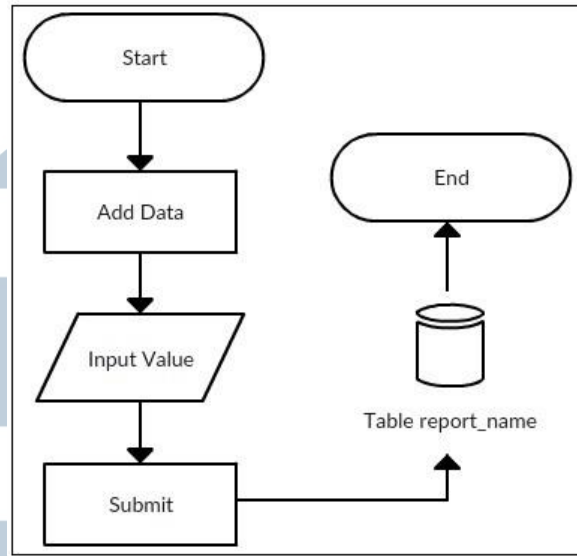 Start
Add Data
Input Value
Submit
Table report_name
End